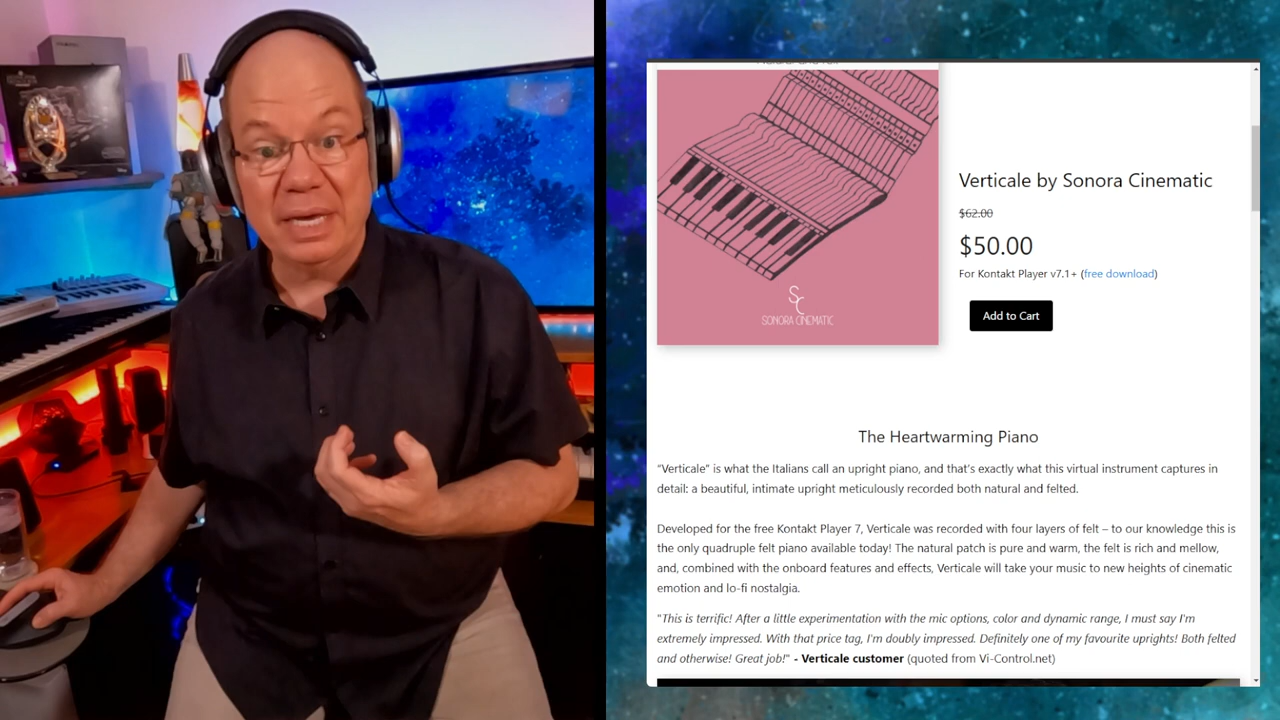 SONORA CINEMATIC
Verticale by Sonora Cinematic
$62.00
$50.00
For Kontakt Player v7.1+ (free download)
Add to Cart
The Heartwarming Piano
“Verticale” is what the Italians call an upright piano, and that's exactly what this virtual instrument captures in
detail: a beautiful, intimate upright meticulously recorded both natural and felted.
Developed for the free Kontakt Player 7, Verticale was recorded with four layers of felt – to our knowledge this is
the only quadruple felt piano available today! The natural patch is pure and warm, the felt is rich and mellow,
and, combined with the onboard features and effects, Verticale will take your music to new heights of cinematic
emotion and lo-fi nostalgia.
"This is terrific! After a little experimentation with the mic options, color and dynamic range, I must say I'm
extremely impressed. With that price tag, I'm doubly impressed. Definitely one of my favourite uprights! Both felted
and otherwise! Great job!" - Verticale customer (quoted from Vi-Control.net)